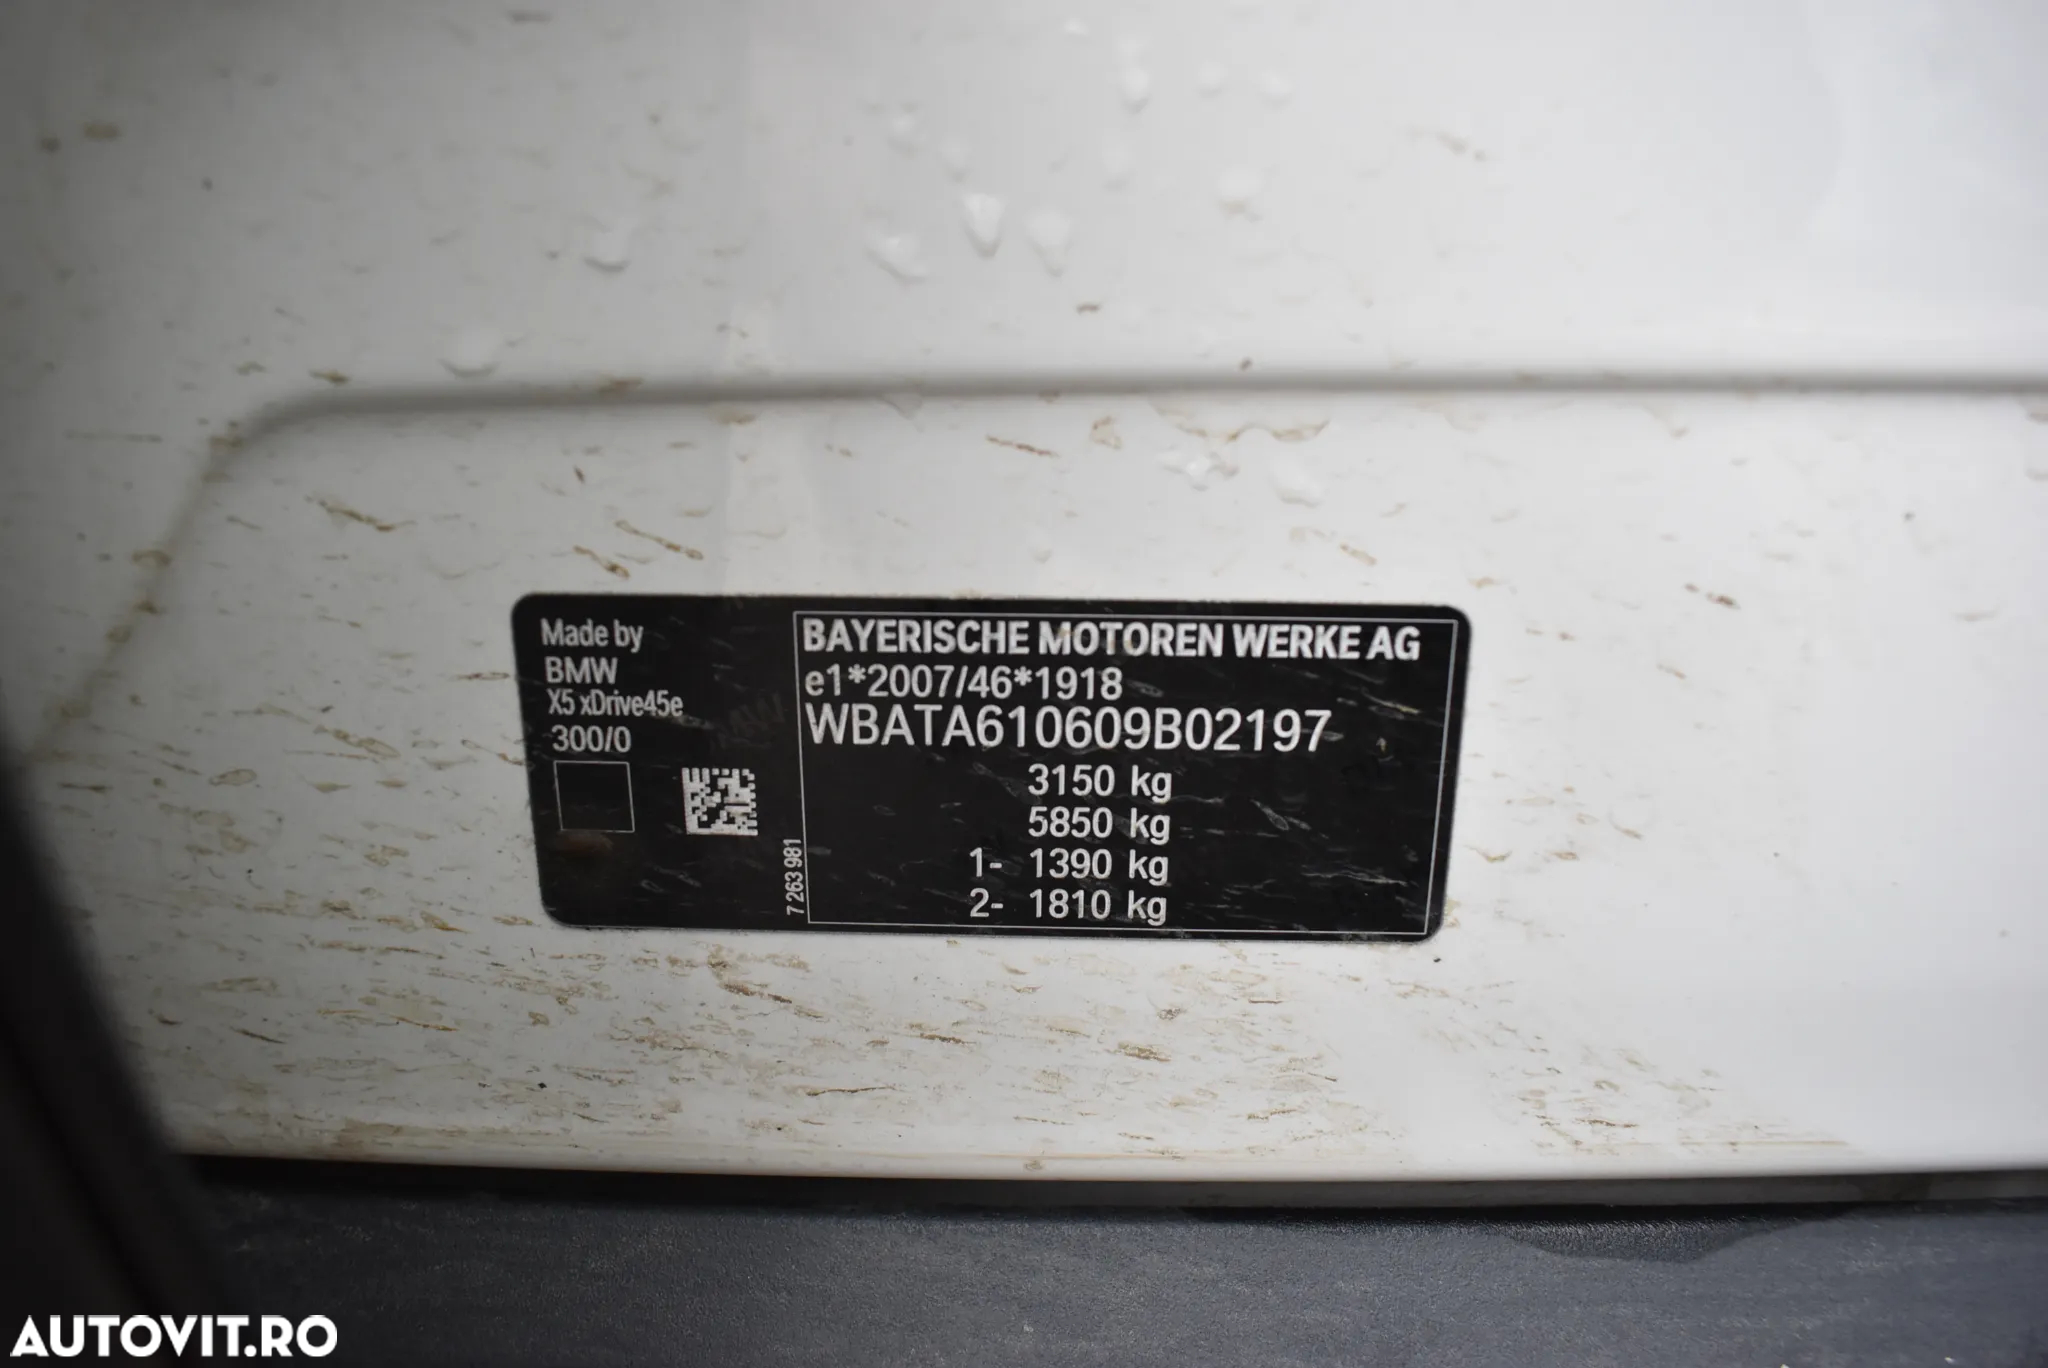 Made by
BMW
X5 xDrive45e
300/0
7 263 981
BAYERISCHE MOTOREN WERKE AG
e1*2007/46*1918
WBATA610609B02197
3150 kg
5850 kg
1- 1390 kg
2- 1810 kg
AUTOVIT.RO